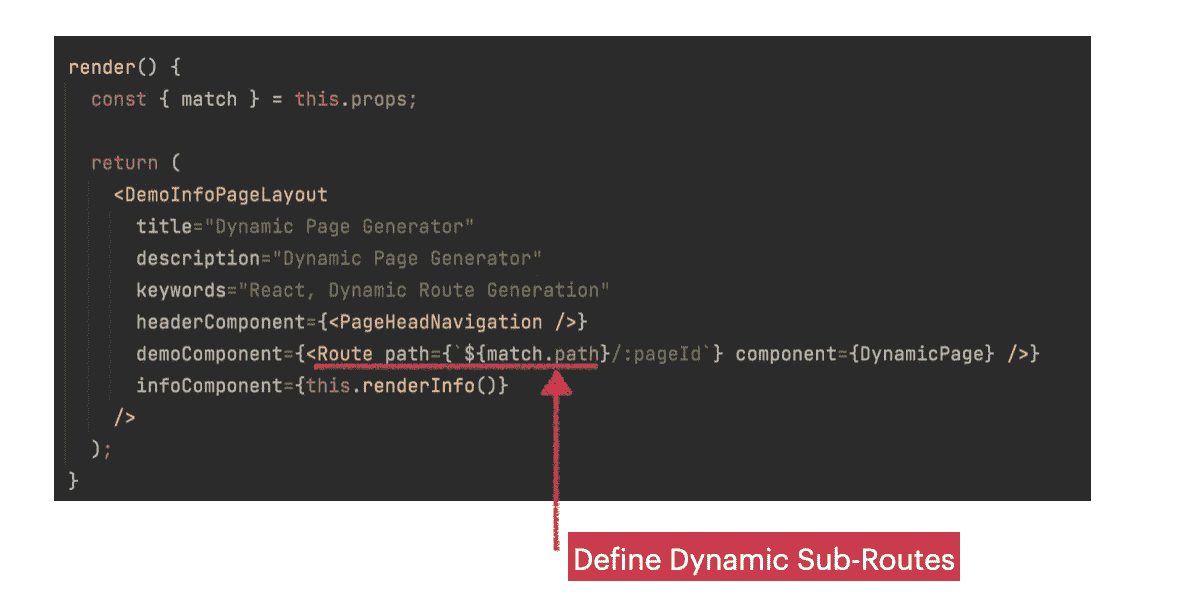 render() {
const { match } = this.props;
return (
<DemoInfoPageLayout
title="Dynamic Page Generator"
description="Dynamic Page Generator"
keywords="React, Dynamic Route Generation"
headerComponent={<PageHeadNavigation />}
demoComponent={<Route path={`${match.path}/:pageId`} component={DynamicPage} />}
infoComponent={this.renderInfo()}
/>
);
}
Define Dynamic Sub-Routes